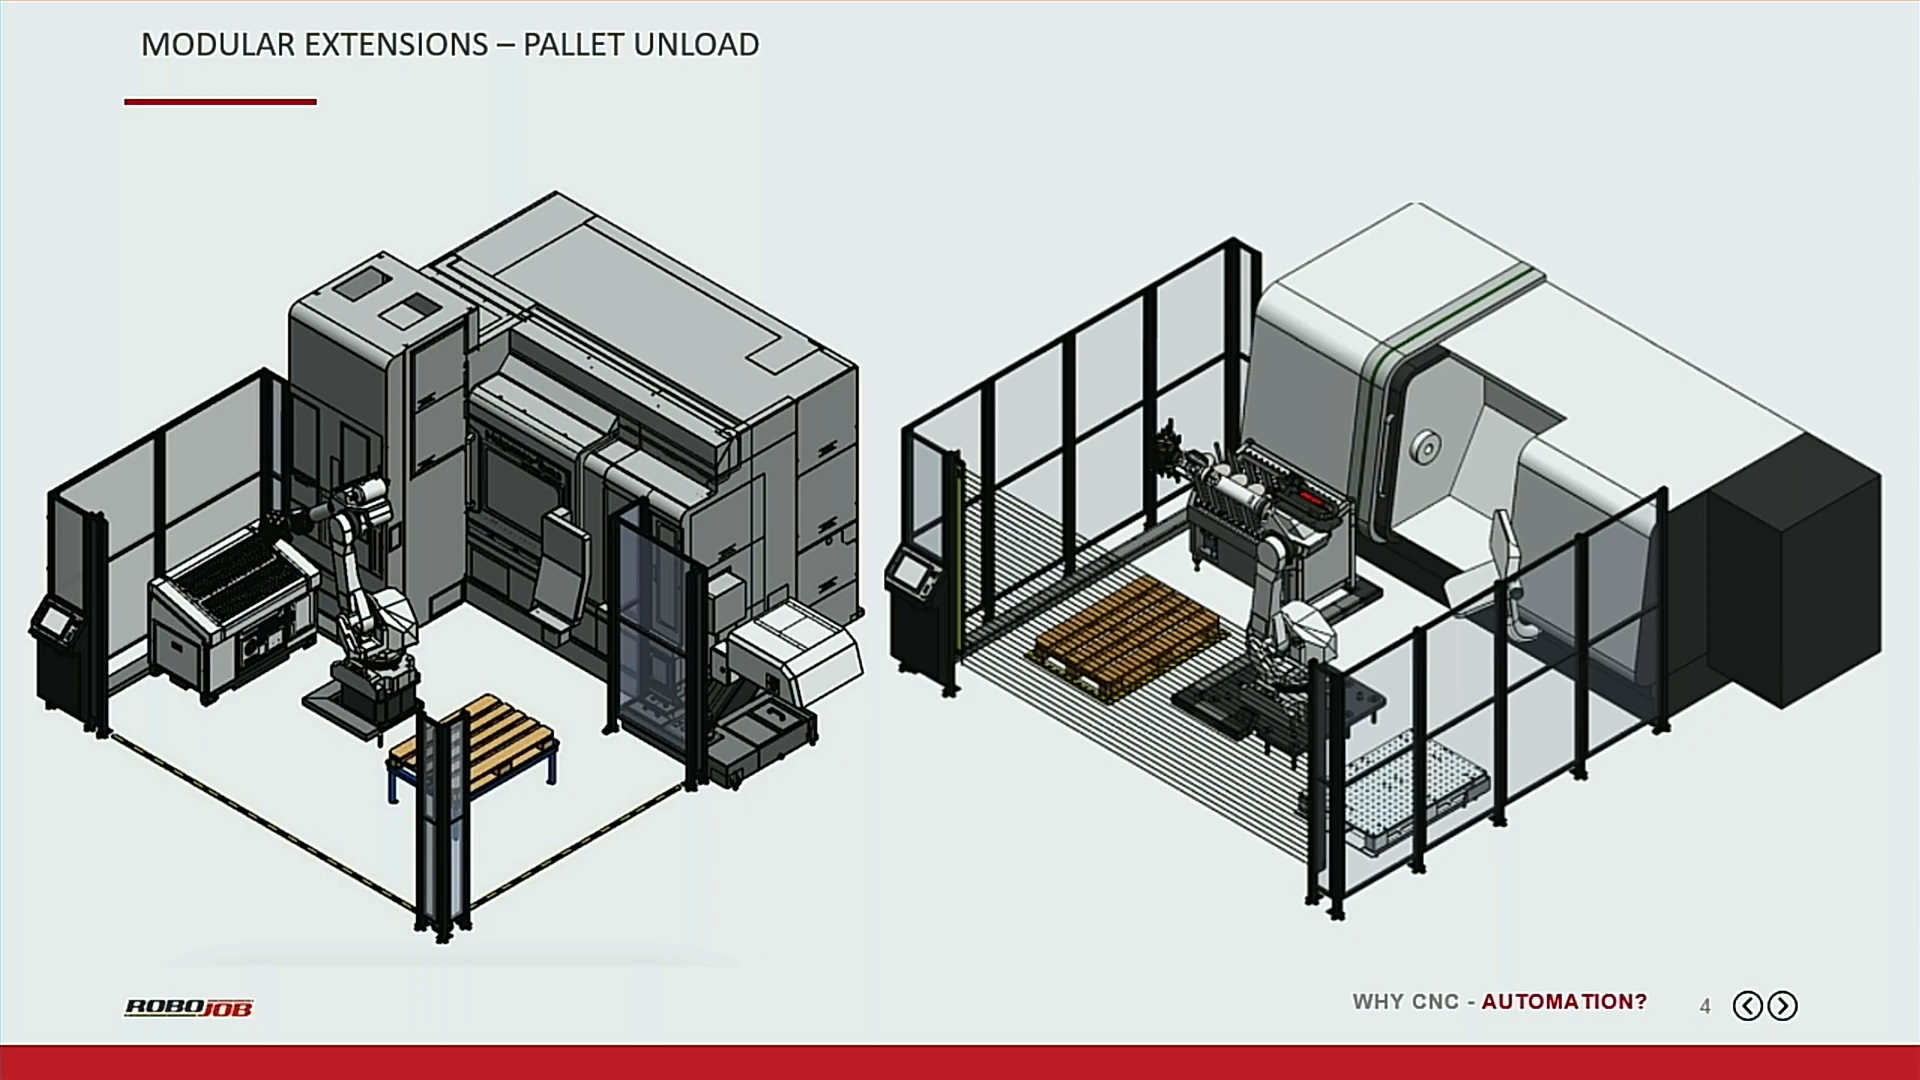 MODULAR EXTENSIONS – PALLET UNLOAD
ROBOJOB
WHY CNC - AUTOMATION?
4